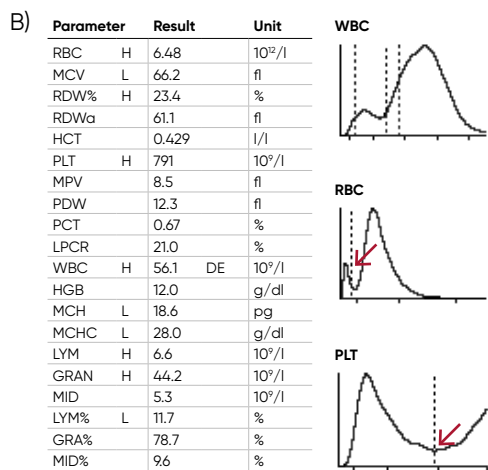 B)
Parameter Result Unit
RBC H 6.48 10¹²/l
MCV L 66.2 fl
RDW% H 23.4 %
RDWa 61.1 fl
HCT 0.429 l/l
PLT H 791 10⁹/l
MPV 8.5 fl
PDW 12.3 fl
PCT 0.67 %
LPCR 21.0 %
WBC H 56.1 DE 10⁹/l
HGB 12.0 g/dl
MCH L 18.6 pg
MCHC L 28.0 g/dl
LYM H 6.6 10⁹/l
GRAN H 44.2 10⁹/l
MID 5.3 10⁹/l
LYM% L 11.7 %
GRA% 78.7 %
MID% 9.6 %
WBC
RBC
PLT